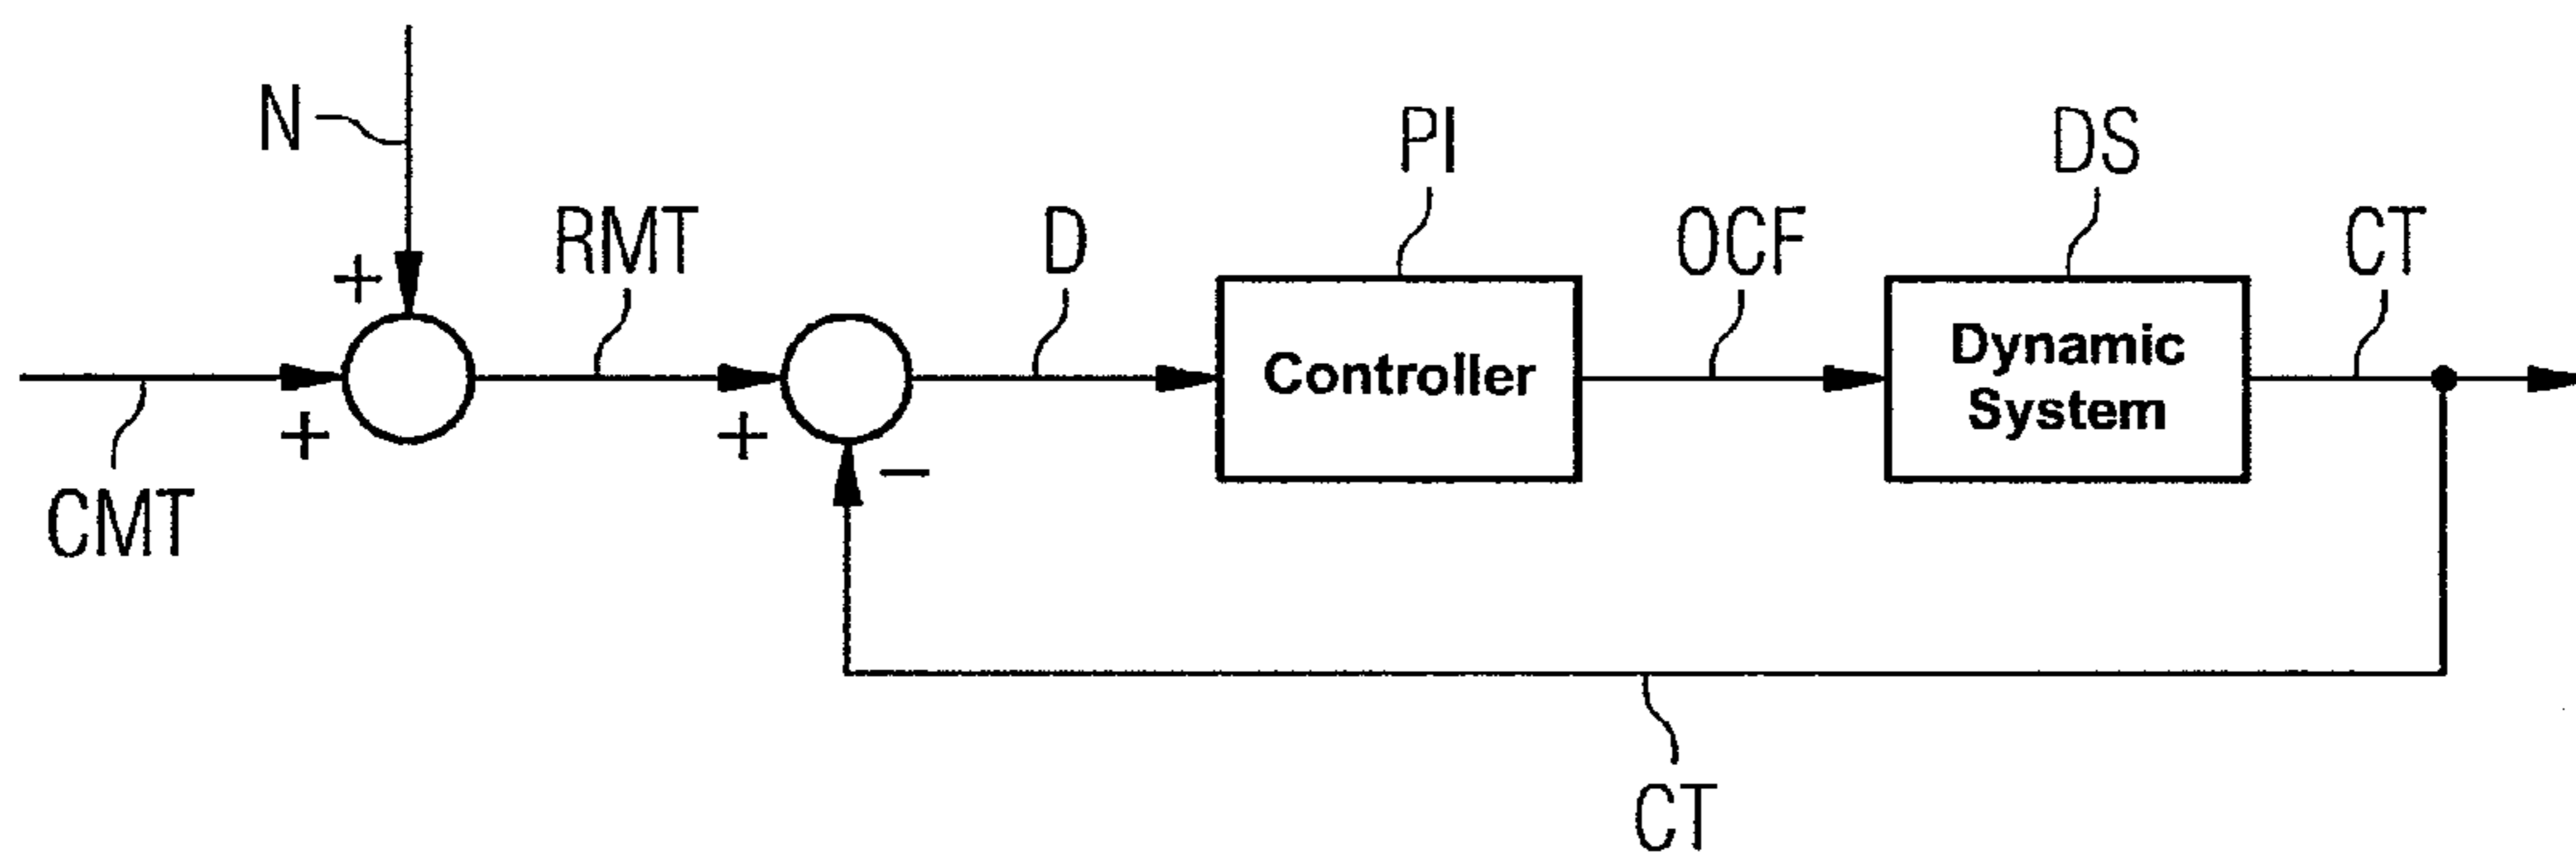 N
PI
DS
RMT
D
OCF
CT
+
Controller
Dynamic
System
+
+
−
CMT
CT